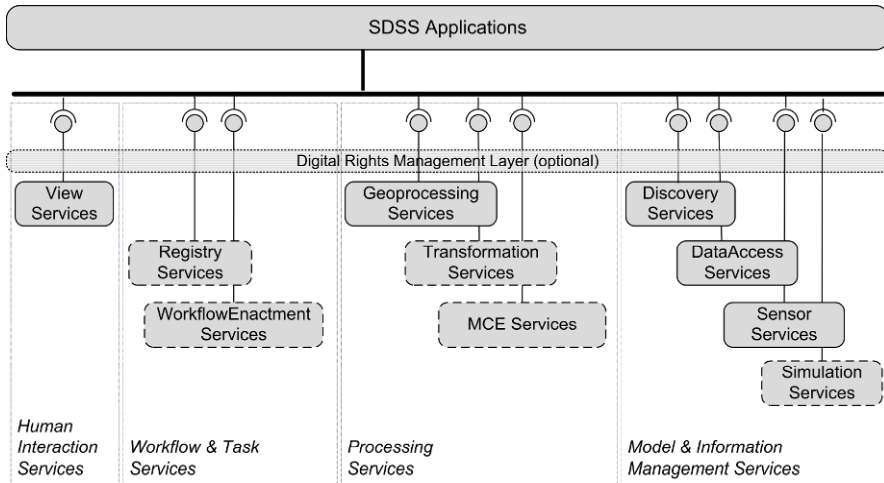 SDSS Applications
Digital Rights Management Layer (optional)
View
Services
Geoprocessing
Services
Discovery
Services
Registry
Services
Transformation
Services
DataAccess
Services
WorkflowEnactment
Services
MCE Services
Sensor
Services
Simulation
Services
Human
Interaction
Services
Workflow & Task
Services
Processing
Services
Model & Information
Management Services